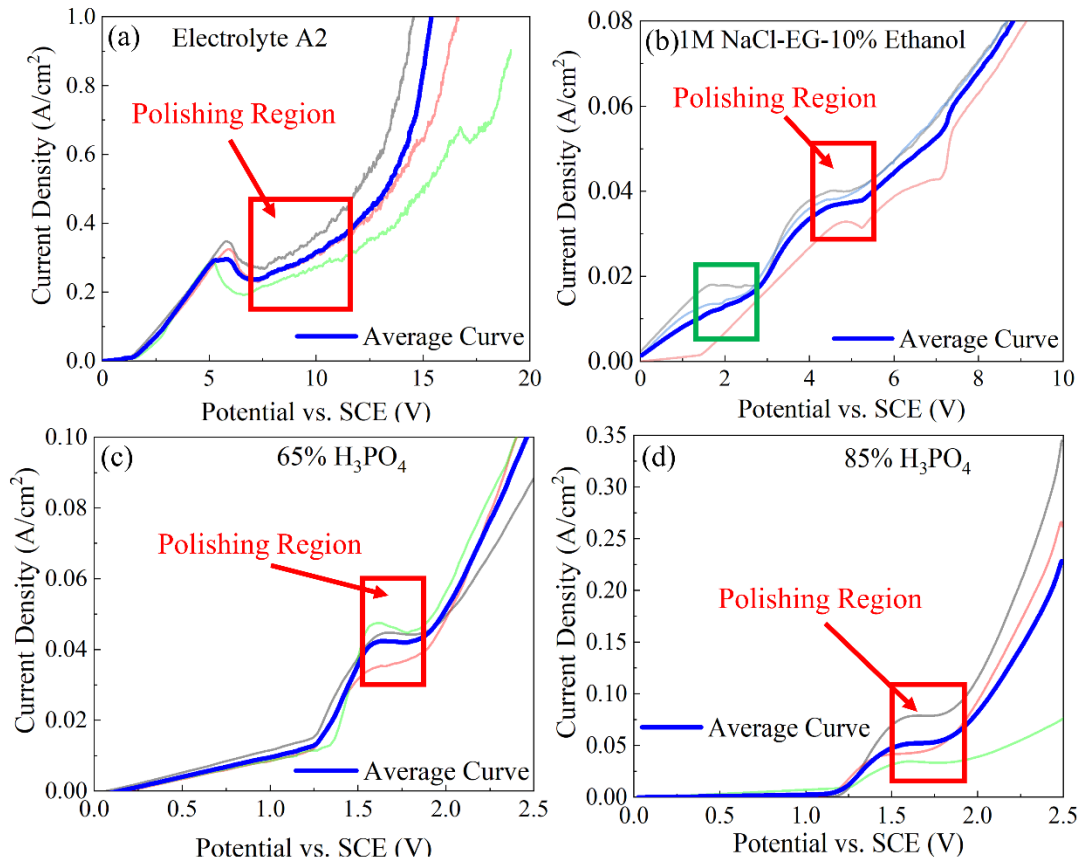 (a) Electrolyte A2
Polishing Region
Average Curve
Current Density (A/cm²)
1.0
0.8
0.6
0.4
0.2
0.0
0 5 10 15 20
Potential vs. SCE (V)
(b) 1M NaCl-EG-10% Ethanol
Polishing Region
Average Curve
Current Density (A/cm²)
0.08
0.06
0.04
0.02
0.00
0 2 4 6 8 10
Potential vs. SCE (V)
(c) 65% H₃PO₄
Polishing Region
Average Curve
Current Density (A/cm²)
0.10
0.08
0.06
0.04
0.02
0.00
0.0 0.5 1.0 1.5 2.0 2.5
Potential vs. SCE (V)
(d) 85% H₃PO₄
Polishing Region
Average Curve
Current Density (A/cm²)
0.35
0.30
0.25
0.20
0.15
0.10
0.05
0.00
0.0 0.5 1.0 1.5 2.0 2.5
Potential vs. SCE (V)